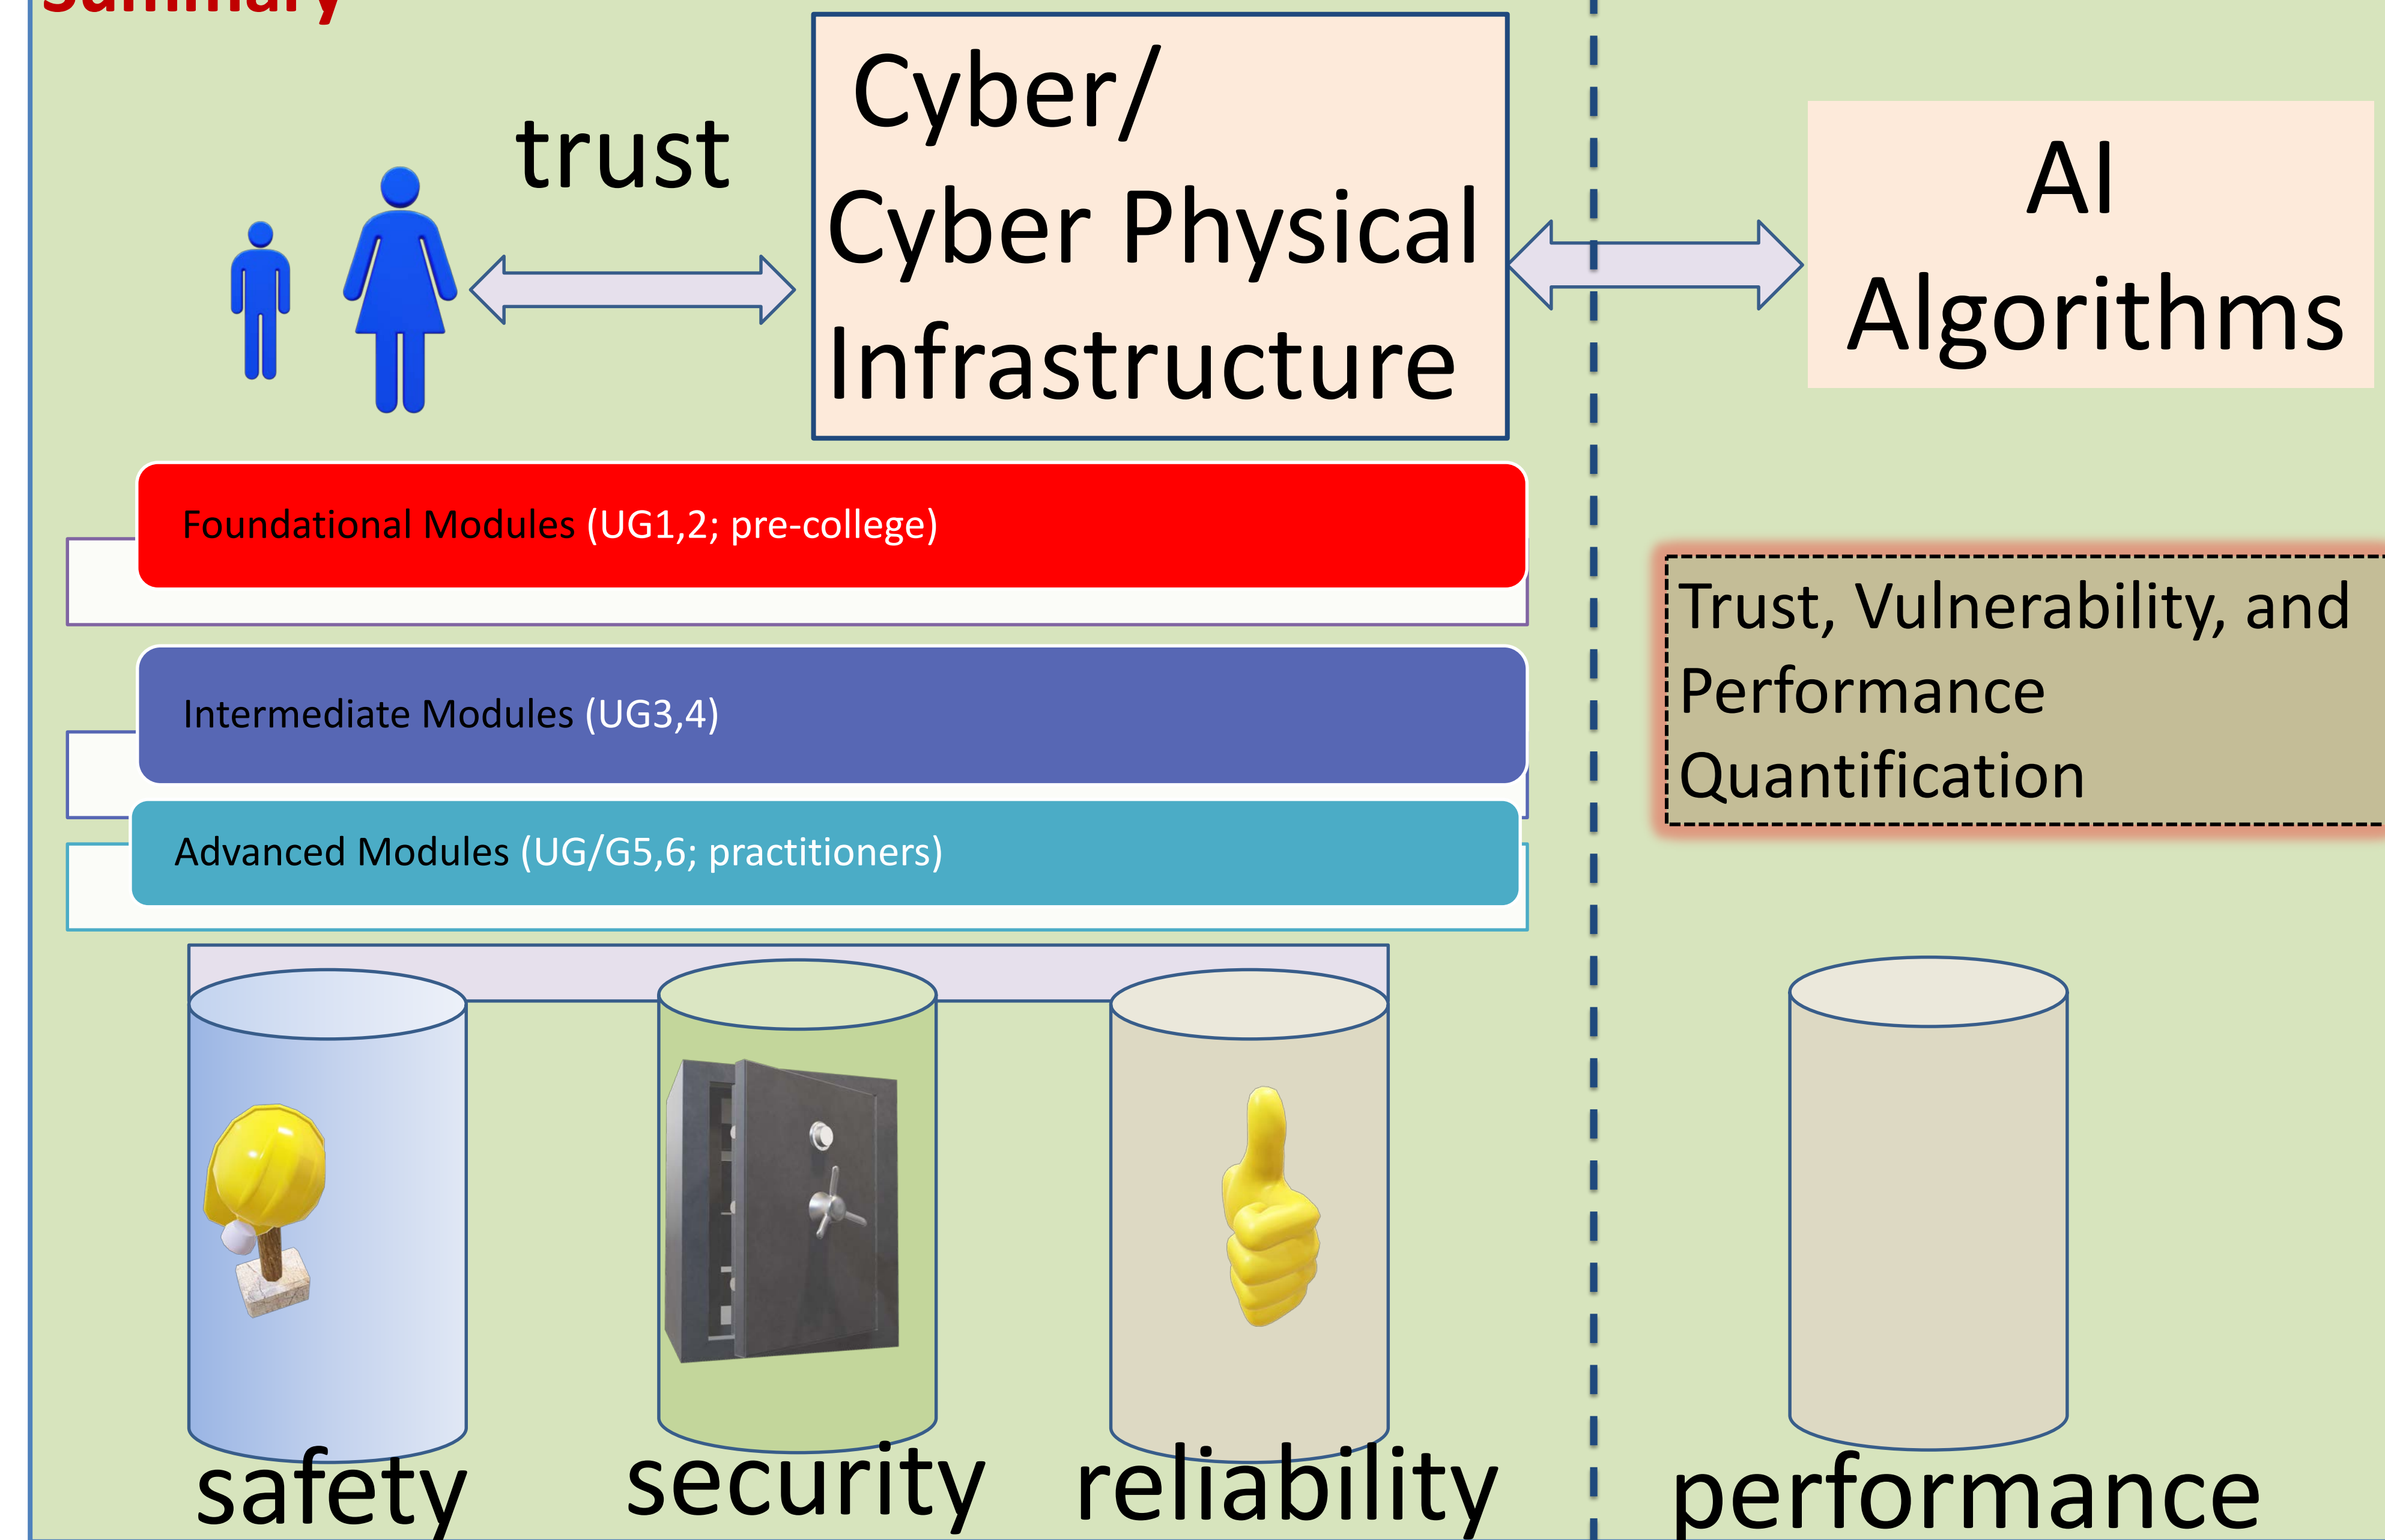 Summary
trust
Cyber/
Cyber Physical
Infrastructure
AI
Algorithms
Foundational Modules (UG1,2; pre-college)
Intermediate Modules (UG3,4)
Advanced Modules (UG/G5,6; practitioners)
Trust, Vulnerability, and
Performance
Quantification
safety
security
reliability
performance